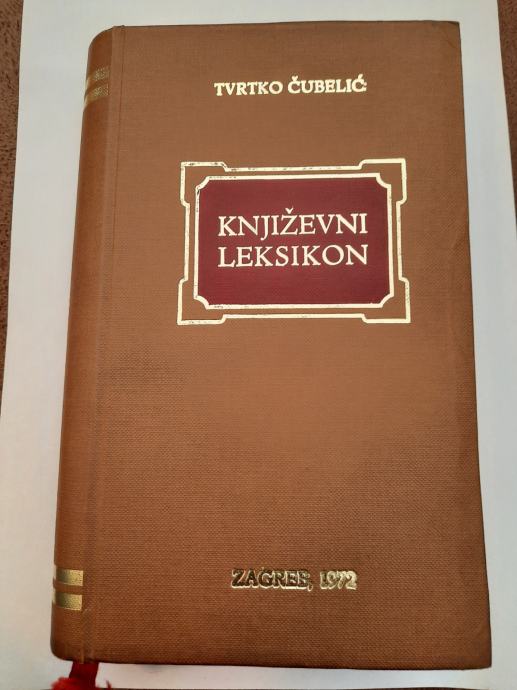 TVRTKO ČUBELIĆ
KNJIŽEVNI
LEKSIKON
ZAGREB, 1972